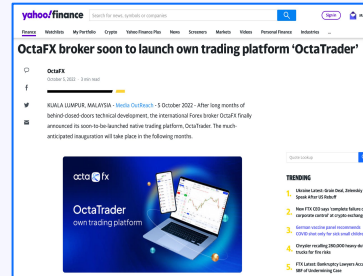 yahoo!finance
Search for news, symbols or companies
Sign in
Finance Watchlists My Portfolio Crypto Yahoo Finance Plus News Screeners Markets Videos Personal Finance Industries
OctaFX broker soon to launch own trading platform 'OctaTrader'
OctaFX
October 5, 2022 · 2 min read
KUALA LUMPUR, MALAYSIA - Media OutReach - 5 October 2022 - After long months of
behind-closed-doors technical development, the international Forex broker OctaFX finally
announced its soon-to-be-launched native trading platform, OctaTrader. The much-
anticipated inauguration will take place in the following months.
octa fx
OctaTrader
own trading platform
Quote Lookup
TRENDING
1. Ukraine Latest: Grain Deal, Zelenskiy
Speak After US Rebuff
2. New FTX CEO says 'complete failure
corporate control' at crypto exchang
3. German vaccine panel recommends
COVID shot only for sick small children
4. Chrysler recalling 280,000 heavy-du
trucks for fire risks
5. FTX Latest: Bankruptcy Lawyers Acc
SBF of Undermining Case